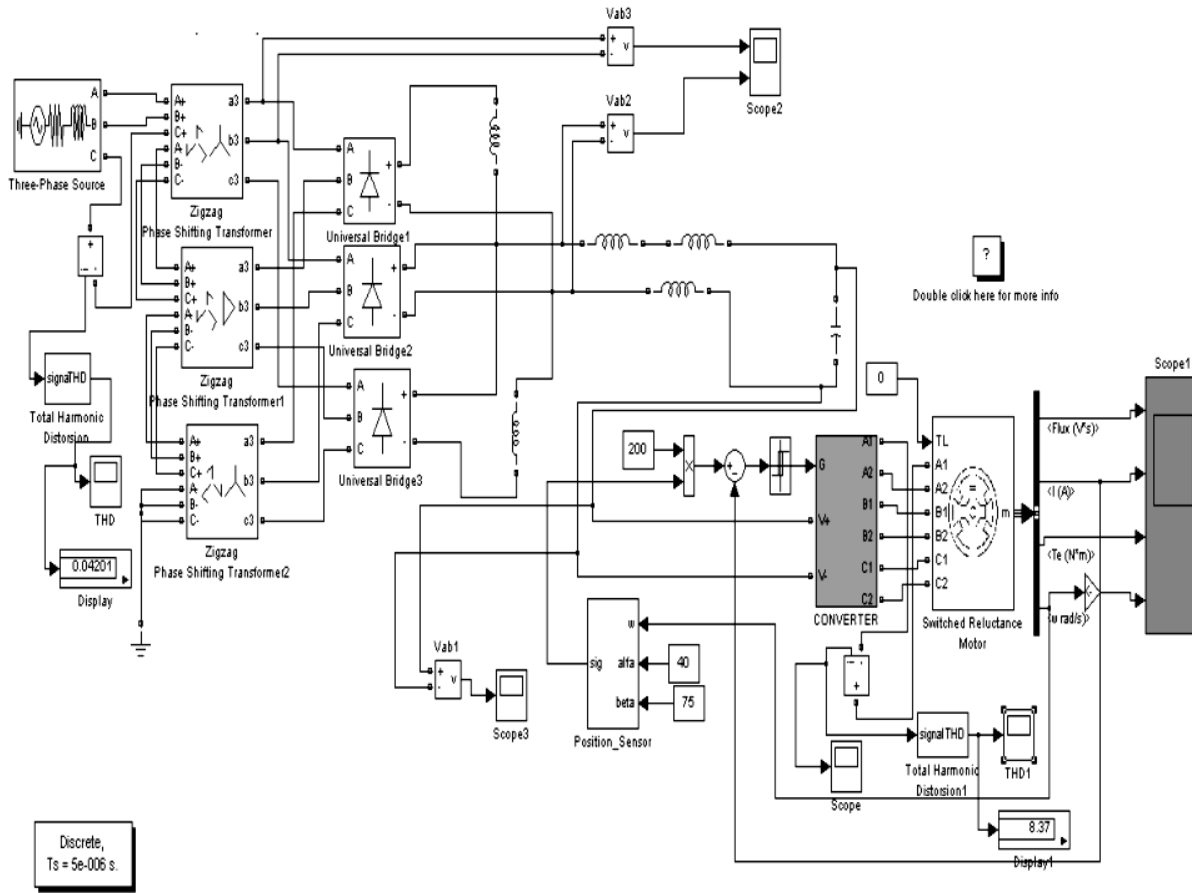 Vab3
+
-
v
Scope2
Vab2
+
-
v
A
B
C
Three-Phase Source
A+
B+
C+
A-
B-
C-
a3
b3
c3
Zigzag
Phase Shifting Transformer
A
B
C
+
-
Universal Bridge1
+
-
A+
B+
C+
A-
B-
C-
a3
b3
c3
Zigzag
Phase Shifting Transformer1
A
B
C
+
-
Universal Bridge2
?
Double click here for more info
signalTHD
Total Harmonic
Distorsion
THD
0.04201
Display
A+
B+
C+
A-
B-
C-
a3
b3
c3
Zigzag
Phase Shifting Transformer2
A
B
C
+
-
Universal Bridge3
0
200
X
G
V+
V-
A1
A2
B1
B2
C1
C2
CONVERTER
TL
A1
A2
B1
B2
C1
C2
m
Switched Reluctance
Motor
Scope1
<Flux (V*s)>
<I (A)>
<Te (N*m)>
<w rad/s)>
Vab1
+
-
v
Scope3
sig
w
alfa
beta
Position_Sensor
40
75
+
Scope
signalTHD
Total Harmonic
Distorsion1
THD1
8.37
Display1
Discrete,
Ts = 5e-006 s.